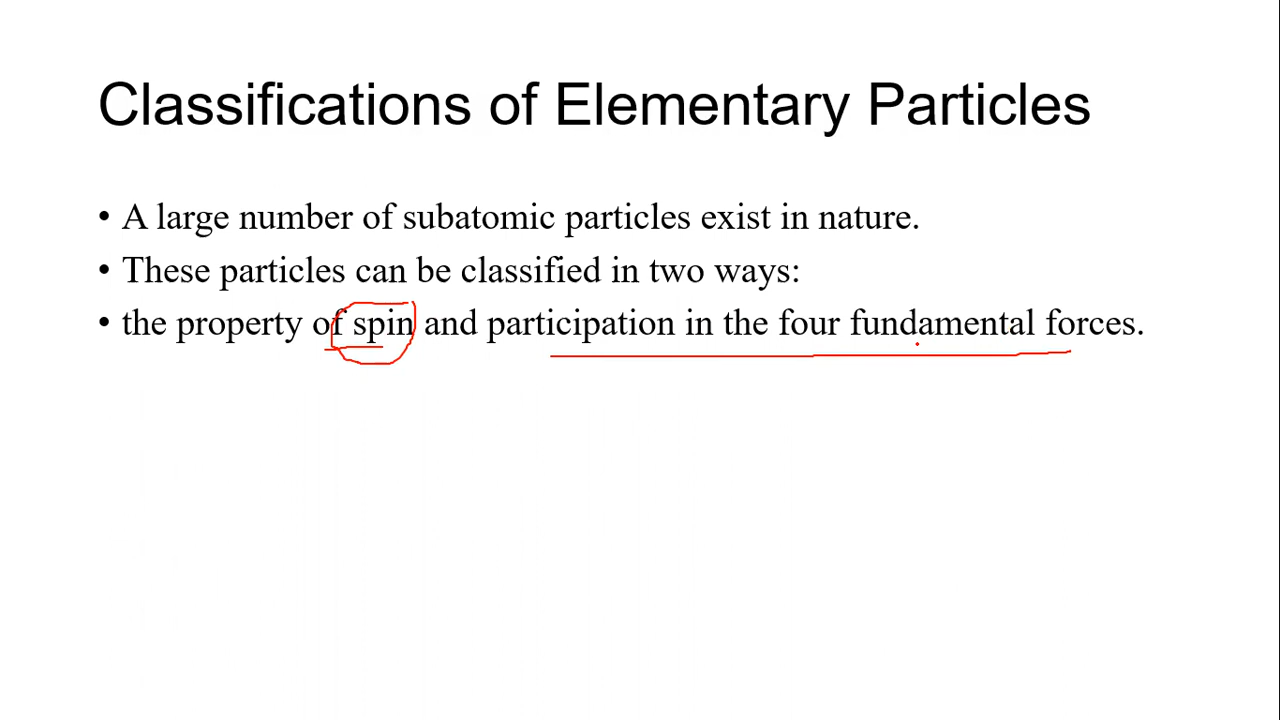 Classifications of Elementary Particles
• A large number of subatomic particles exist in nature.
• These particles can be classified in two ways:
• the property of spin and participation in the four fundamental forces.